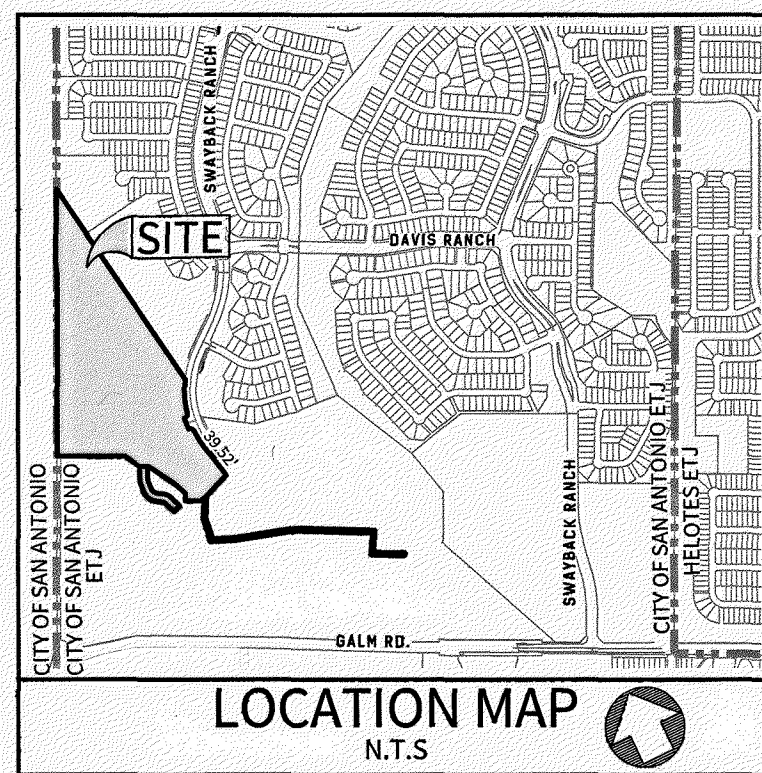 SWAYBACK RANCH
SITE
DAVIS RANCH
39.52'
CITY OF SAN ANTONIO
CITY OF SAN ANTONIO
ETJ
SWAYBACK RANCH
CITY OF SAN ANTONIO ETJ
HELOTES ETJ
GALM RD.
LOCATION MAP
N.T.S